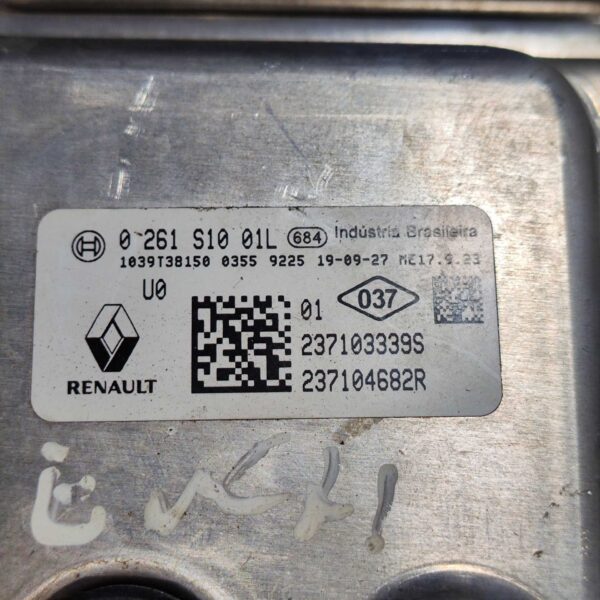 0 261 S10 01L 684 Indústria Brasileira
1039T38150 0355 9225 19-09-27 ME17.9.23
U0
01 037
237103339S
RENAULT 237104682R